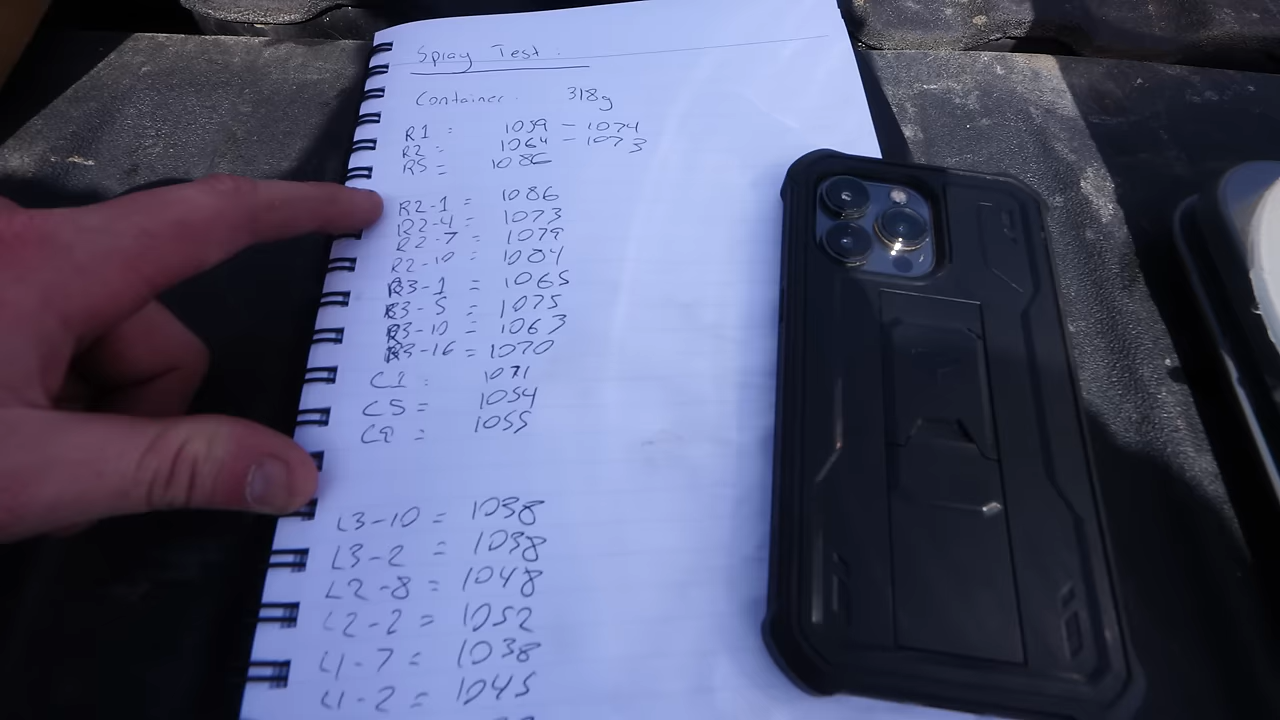 Spray Test.
Container. 318g
R1 = 1059 - 1074
R2 = 1064 - 1073
R5 = 1086
R2-1 = 1086
R2-4 = 1073
R2-7 = 1079
R2-10 = 1084
R3-1 = 1065
R3-5 = 1075
R3-10 = 1063
R3-16 = 1070
C1 = 1071
C5 = 1054
C9 = 1055
L3-10 = 1038
L3-2 = 1038
L2-8 = 1048
L2-2 = 1052
L1-7 = 1038
L1-2 = 1045